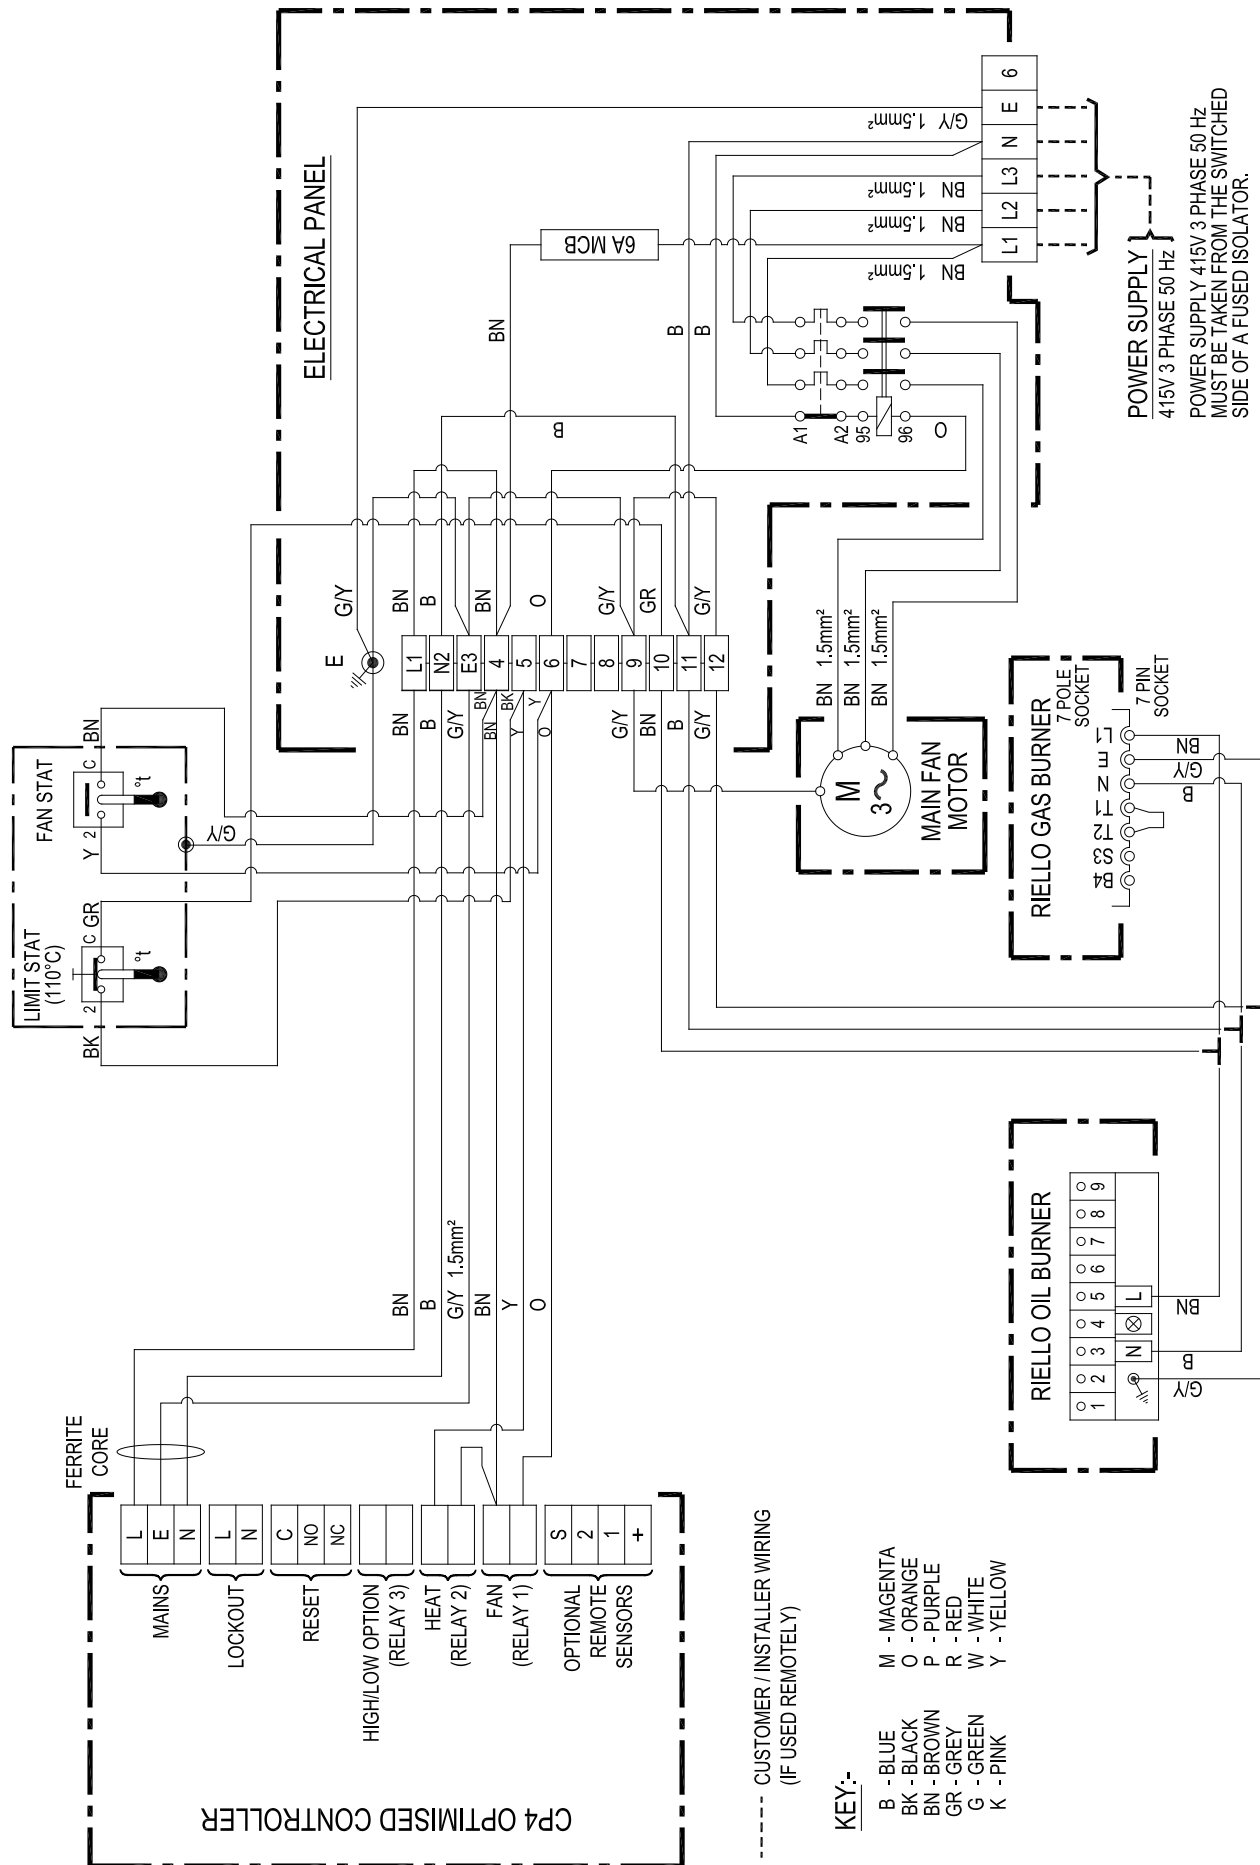 FAN STAT
LIMIT STAT
(110°C)
BK
2
C
GR
Y
2
C
BN
°t
°t
G/Y
ELECTRICAL PANEL
E
G/Y
BN
B
G/Y
BN
BN
BK
Y
Y
O
G/Y
BN
B
G/Y
L1
N2
E3
4
5
6
7
8
9
10
11
12
BN
B
BN
O
G/Y
GR
G/Y
B
BN
B
B
6A MCB
A1
A2
95
96
O
BN 1.5mm²
BN 1.5mm²
BN 1.5mm²
G/Y 1.5mm²
L1
L2
L3
N
E
6
POWER SUPPLY
415V 3 PHASE 50 Hz
POWER SUPPLY 415V 3 PHASE 50 Hz
MUST BE TAKEN FROM THE SWITCHED
SIDE OF A FUSED ISOLATOR.
BN 1.5mm²
BN 1.5mm²
BN 1.5mm²
M
3
MAIN FAN
MOTOR
RIELLO GAS BURNER
7 POLE
SOCKET
7 PIN
SOCKET
B4
S3
T2
T1
N
E
L1
B
G/Y
BN
RIELLO OIL BURNER
1
2
3
4
5
6
7
8
9
N
L
G/Y
B
BN
FERRITE
CORE
BN
B
G/Y 1.5mm²
BN
Y
O
L
E
N
MAINS
L
N
LOCKOUT
C
NO
NC
RESET
HIGH/LOW OPTION
(RELAY 3)
HEAT
(RELAY 2)
FAN
(RELAY 1)
S
2
1
+
OPTIONAL
REMOTE
SENSORS
CP4 OPTIMISED CONTROLLER
CUSTOMER / INSTALLER WIRING
(IF USED REMOTELY)
KEY:-
B - BLUE
BK - BLACK
BN - BROWN
GR - GREY
G - GREEN
K - PINK
M - MAGENTA
O - ORANGE
P - PURPLE
R - RED
W - WHITE
Y - YELLOW